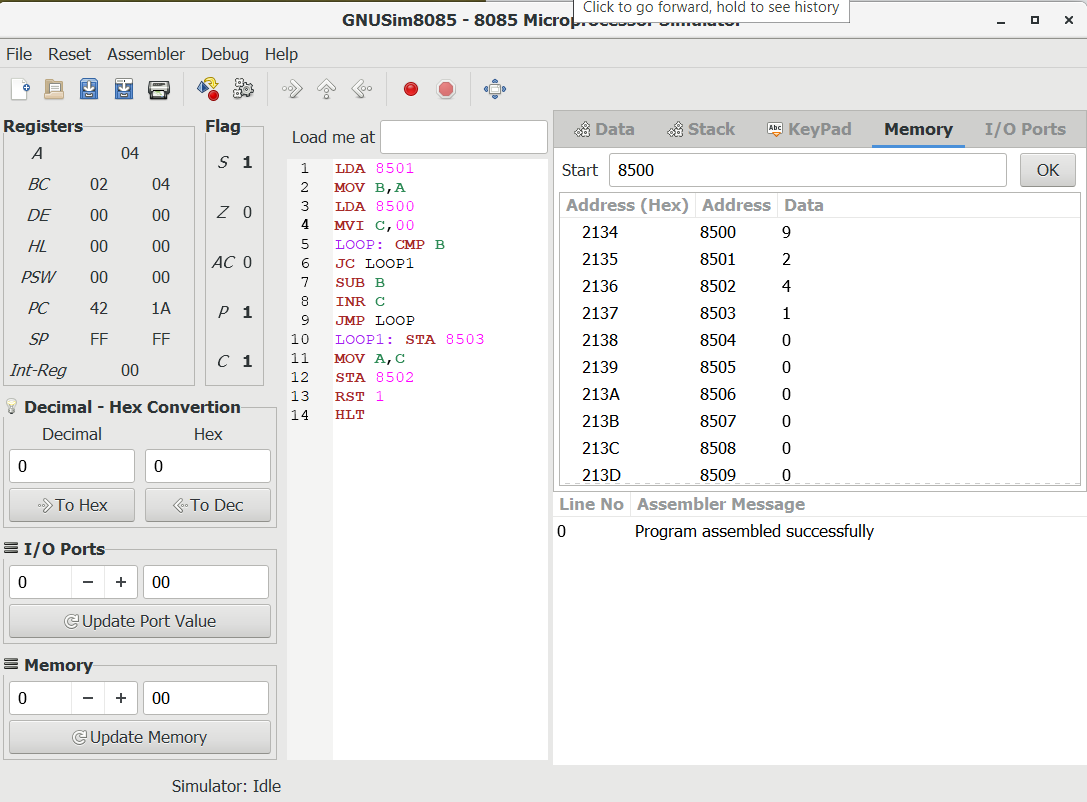 Click to go forward, hold to see history
GNUSim8085 - 8085 Microprocessor Simulator
File Reset Assembler Debug Help
Registers
A 04
BC 02 04
DE 00 00
HL 00 00
PSW 00 00
PC 42 1A
SP FF FF
Int-Reg 00
Flag
S 1
Z 0
AC 0
P 1
C 1
Decimal - Hex Convertion
Decimal Hex
0 0
To Hex To Dec
I/O Ports
0 − + 00
Update Port Value
Memory
0 − + 00
Update Memory
Load me at
1 LDA 8501
2 MOV B,A
3 LDA 8500
4 MVI C,00
5 LOOP: CMP B
6 JC LOOP1
7 SUB B
8 INR C
9 JMP LOOP
10 LOOP1: STA 8503
11 MOV A,C
12 STA 8502
13 RST 1
14 HLT
Data Stack Abc KeyPad Memory I/O Ports
Start 8500 OK
Address (Hex) Address Data
2134 8500 9
2135 8501 2
2136 8502 4
2137 8503 1
2138 8504 0
2139 8505 0
213A 8506 0
213B 8507 0
213C 8508 0
213D 8509 0
Line No Assembler Message
0 Program assembled successfully
Simulator: Idle